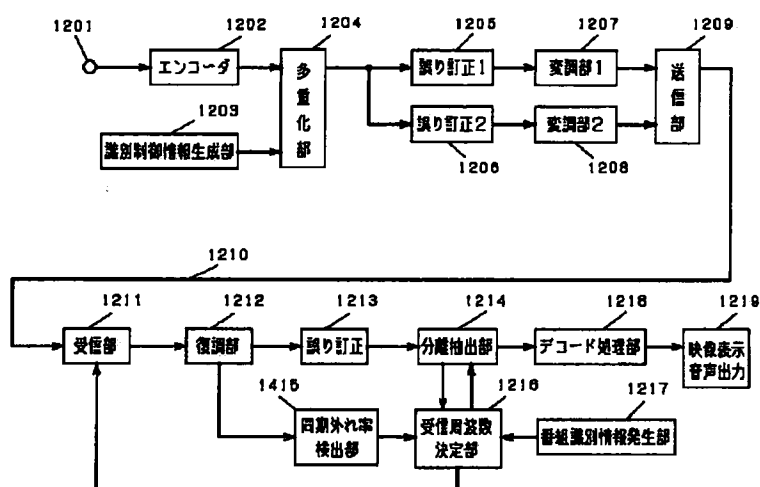 1201
1202
1204
1205
1207
1209
エンコーダ
多重化部
誤り訂正1
変調部1
送信部
1203
識別制御情報生成部
誤り訂正2
変調部2
1206
1208
1210
1211
1212
1213
1214
1218
1219
受信部
復調部
誤り訂正
分離抽出部
デコード処理部
映像表示
音声出力
1415
1216
1217
同期外れ率
検出部
受信周波数
決定部
番組識別情報発生部